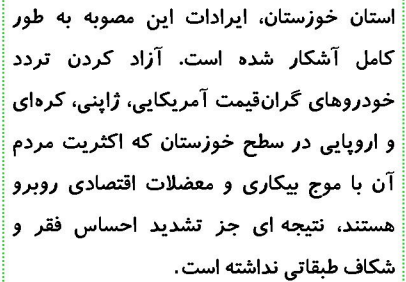 استان خوزستان، ایرادات این مصوبه به طور
کامل آشکار شده است. آزاد کردن تردد
خودروهای گران‌قیمت آمریکایی، ژاپنی، کره‌ای
و اروپایی در سطح خوزستان که اکثریت مردم
آن با موج بیکاری و معضلات اقتصادی روبرو
هستند، نتیجه ای جز تشدید احساس فقر و
شکاف طبقاتی نداشته است.